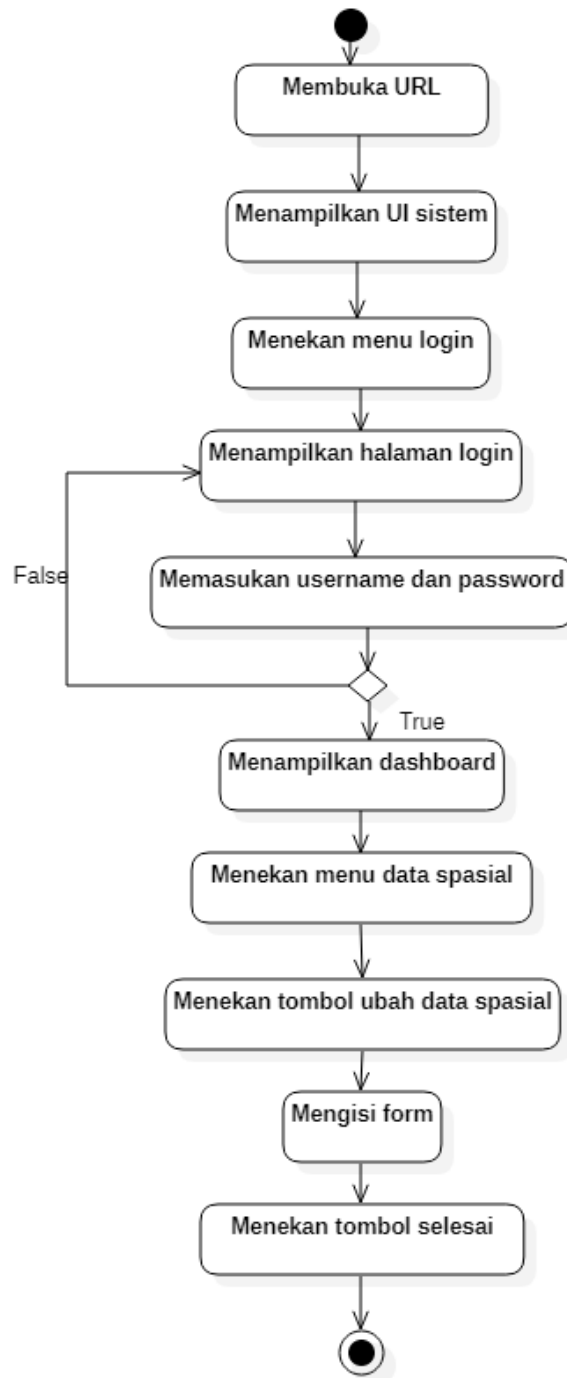 Membuka URL
Menampilkan UI sistem
Menekan menu login
Menampilkan halaman login
False
Memasukan username dan password
True
Menampilkan dashboard
Menekan menu data spasial
Menekan tombol ubah data spasial
Mengisi form
Menekan tombol selesai